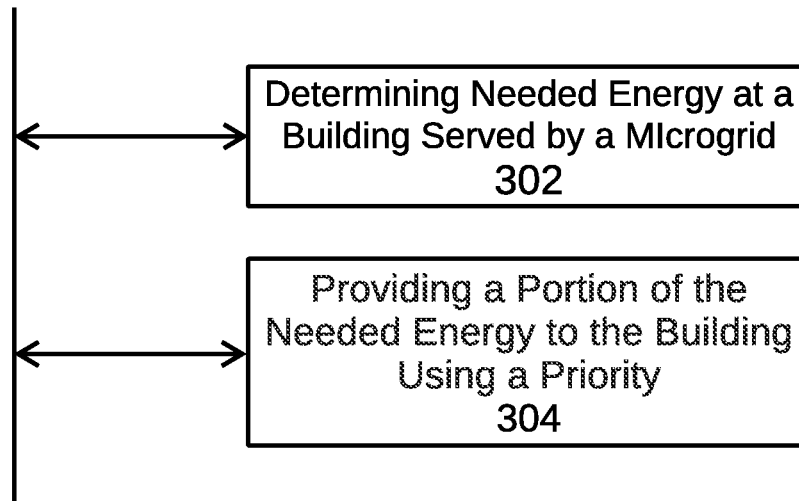 Determining Needed Energy at a
Building Served by a MIcrogrid
302
Providing a Portion of the
Needed Energy to the Building
Using a Priority
304